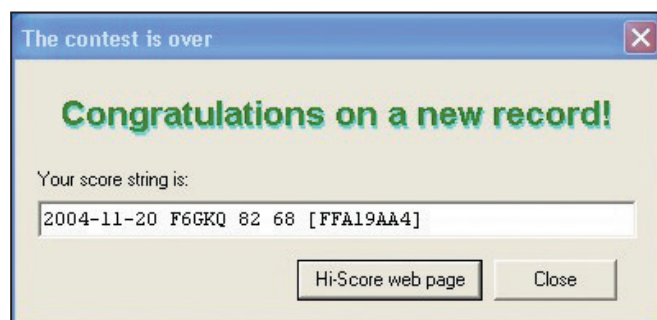 The contest is over
Congratulations on a new record!
Your score string is:
2004-11-20 F6GKQ 82 68 [FFA19AA4]
Hi-Score web page Close